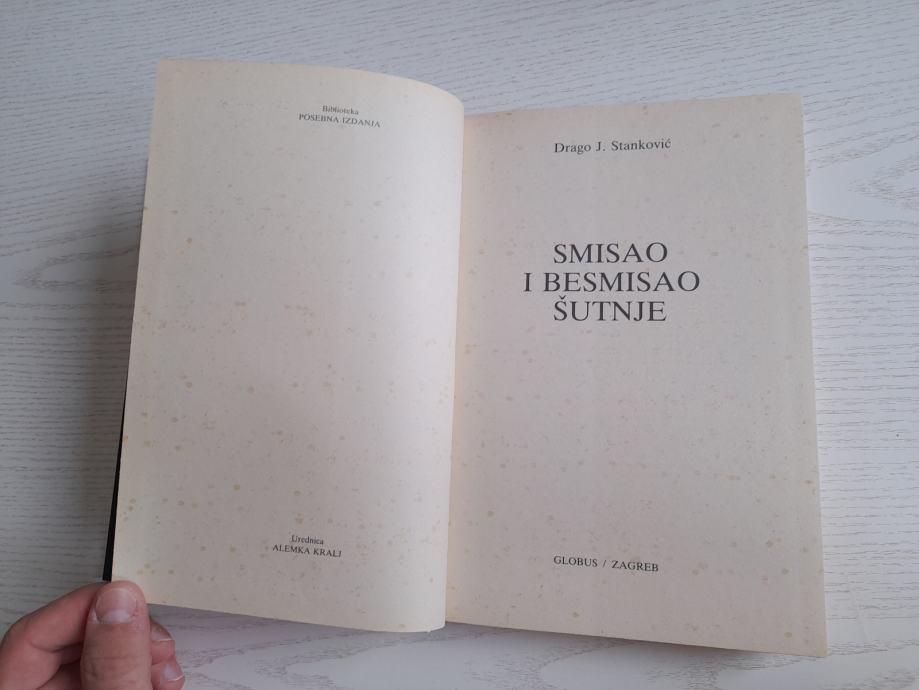 Biblioteka
POSEBNA IZDANJA
Urednica
ALEMKA KRALJ
Drago J. Stanković
SMISAO
I BESMISAO
ŠUTNJE
GLOBUS / ZAGREB